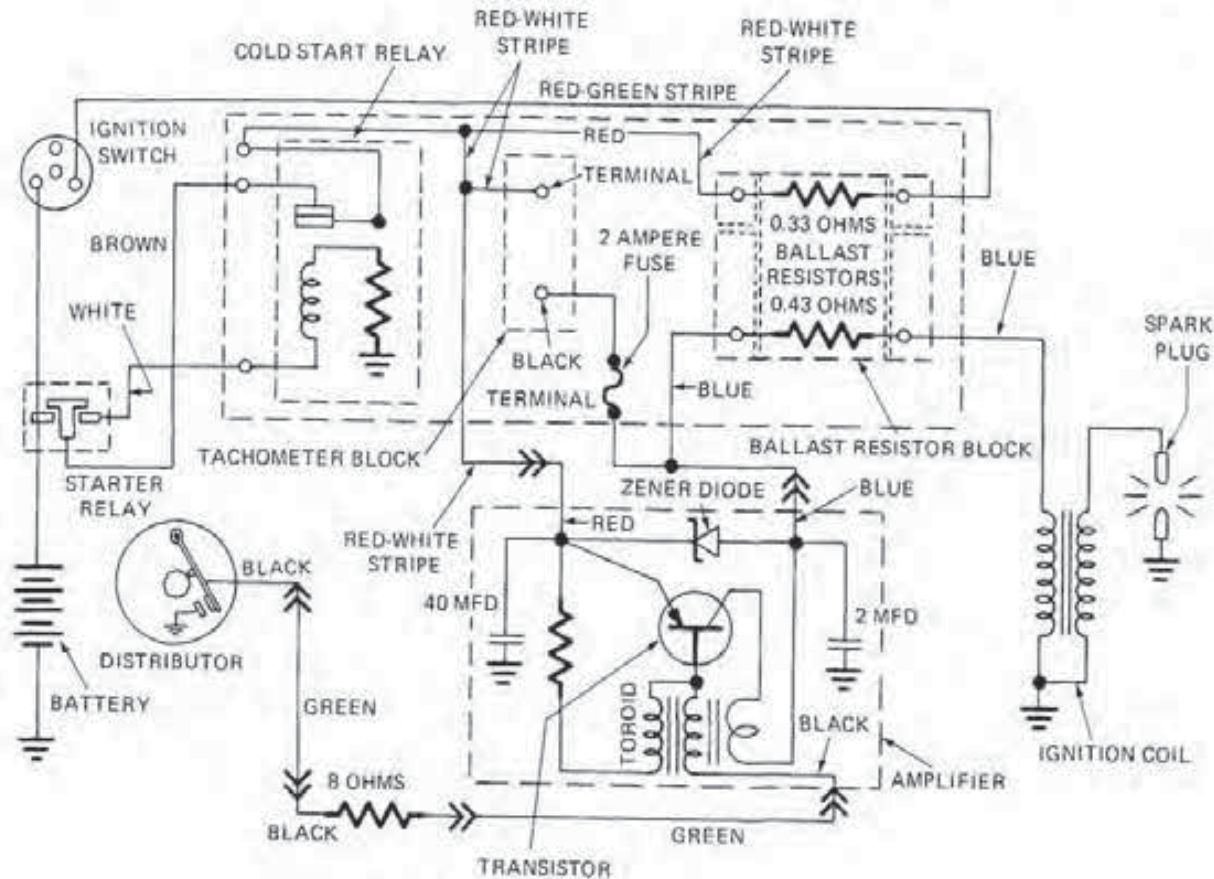 RED-WHITE
STRIPE
RED-WHITE
STRIPE
COLD START RELAY
RED-GREEN STRIPE
IGNITION
SWITCH
RED
TERMINAL
0.33 OHMS
BALLAST
RESISTORS
0.43 OHMS
2 AMPERE
FUSE
BROWN
BLUE
WHITE
SPARK
PLUG
BLACK
TERMINAL
BLUE
TACHOMETER BLOCK
BALLAST RESISTOR BLOCK
STARTER
RELAY
ZENER DIODE
BLUE
RED
RED-WHITE
STRIPE
BLACK
40 MFD
2 MFD
DISTRIBUTOR
BATTERY
GREEN
TOROID
BLACK
IGNITION COIL
AMPLIFIER
8 OHMS
BLACK
GREEN
TRANSISTOR